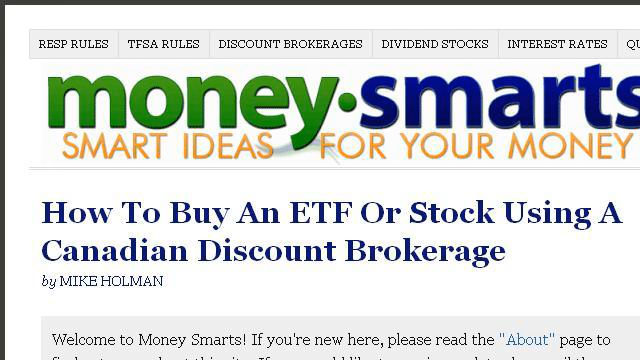 RESP RULES TFSA RULES DISCOUNT BROKERAGES DIVIDEND STOCKS INTEREST RATES
money·smarts
SMART IDEAS FOR YOUR MONEY
How To Buy An ETF Or Stock Using A
Canadian Discount Brokerage
by MIKE HOLMAN
Welcome to Money Smarts! If you're new here, please read the "About" page to